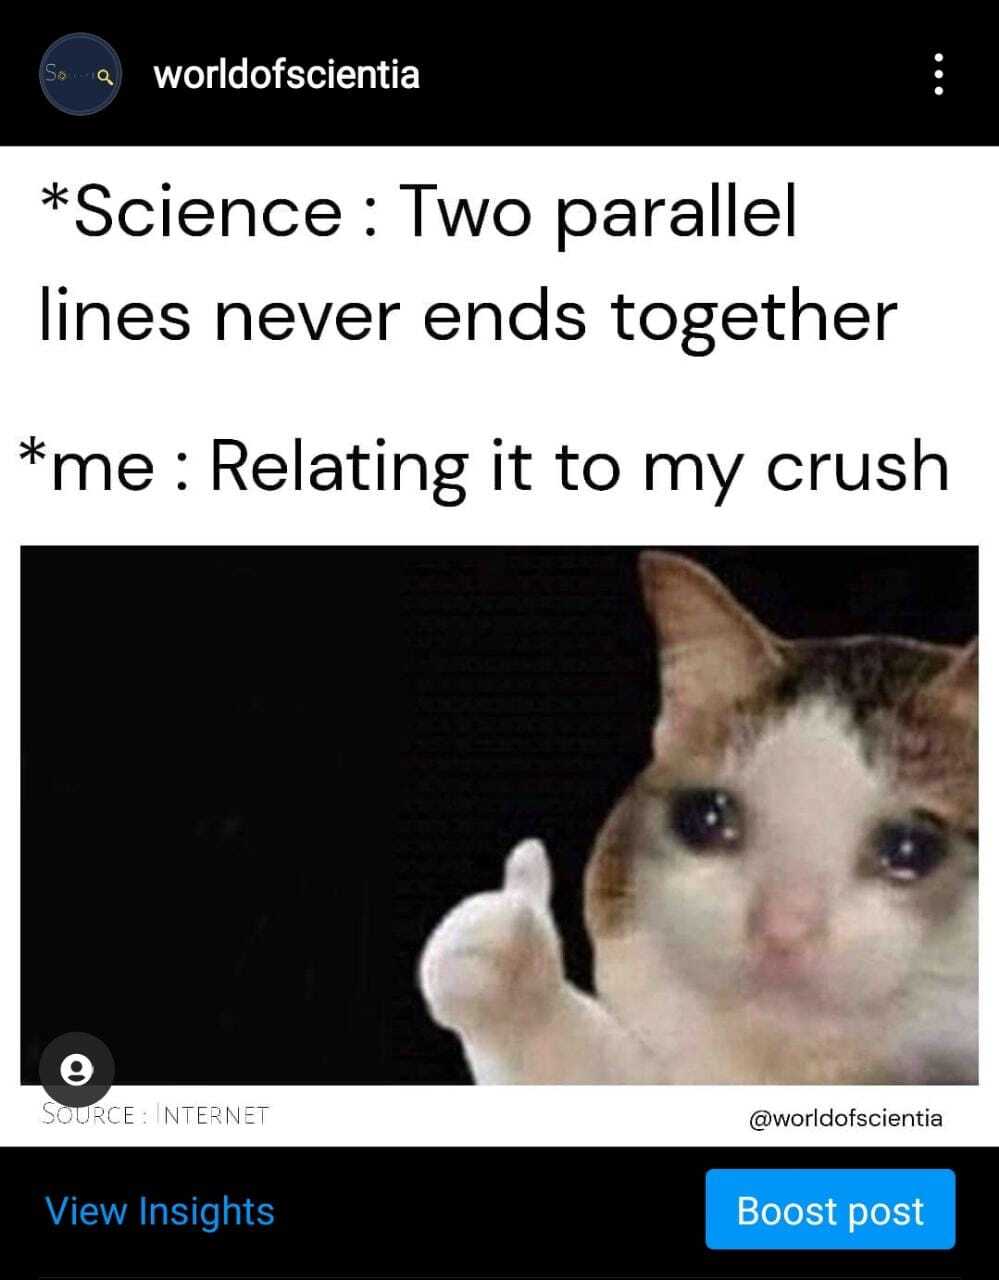 worldofscientia
*Science : Two parallel
lines never ends together
*me : Relating it to my crush
SOURCE : INTERNET
@worldofscientia
View Insights
Boost post